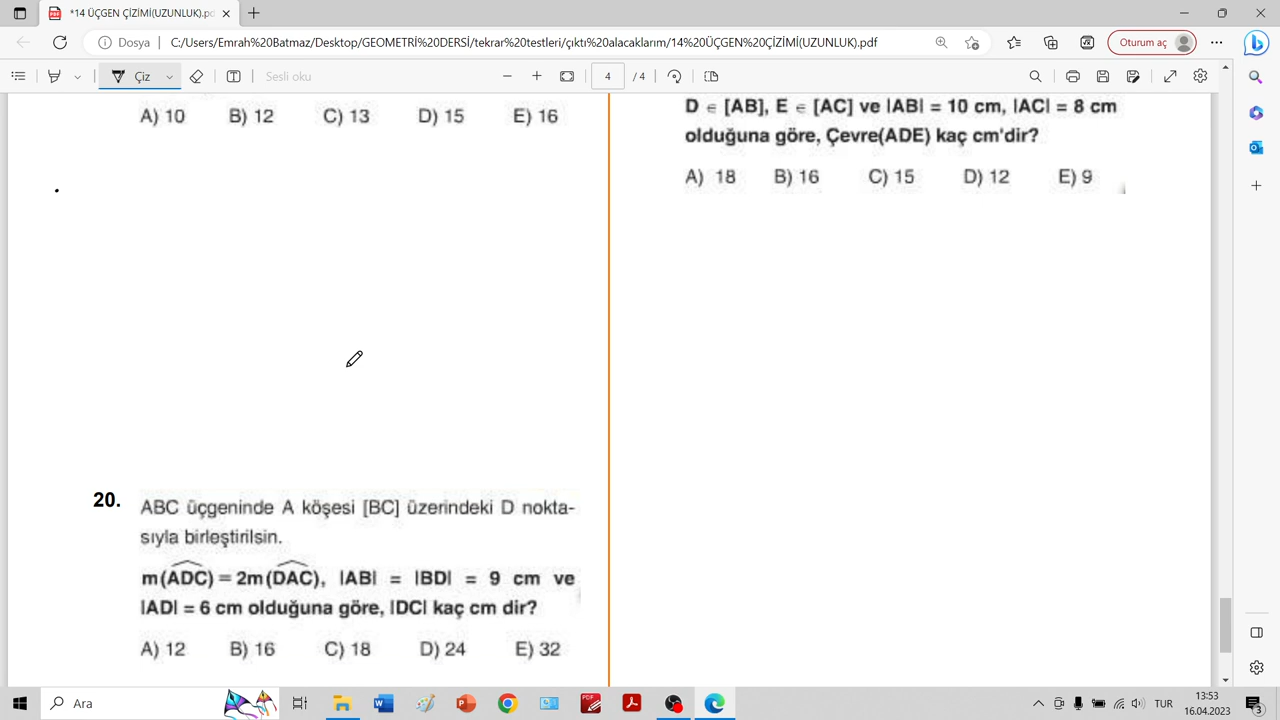 *14 ÜÇGEN ÇİZİMİ(UZUNLUK).pd
Dosya
C:/Users/Emrah%20Batmaz/Desktop/GEOMETRİ%20DERSİ/tekrar%20testleri/çıktı%20alacaklarım/14%20ÜÇGEN%20ÇİZİMİ(UZUNLUK).pdf
Oturum aç
Çiz
Sesli oku
4 / 4
A) 10 B) 12 C) 13 D) 15 E) 16
20. ABC üçgeninde A köşesi [BC] üzerindeki D nokta-
sıyla birleştirilsin.
m(ADC) = 2m(DAC), |AB| = |BD| = 9 cm ve
|AD| = 6 cm olduğuna göre, |DC| kaç cm dir?
A) 12 B) 16 C) 18 D) 24 E) 32
D ∈ [AB], E ∈ [AC] ve |AB| = 10 cm, |AC| = 8 cm
olduğuna göre, Çevre(ADE) kaç cm'dir?
A) 18 B) 16 C) 15 D) 12 E) 9
Ara
PDF
TUR
13:53
16.04.2023
3